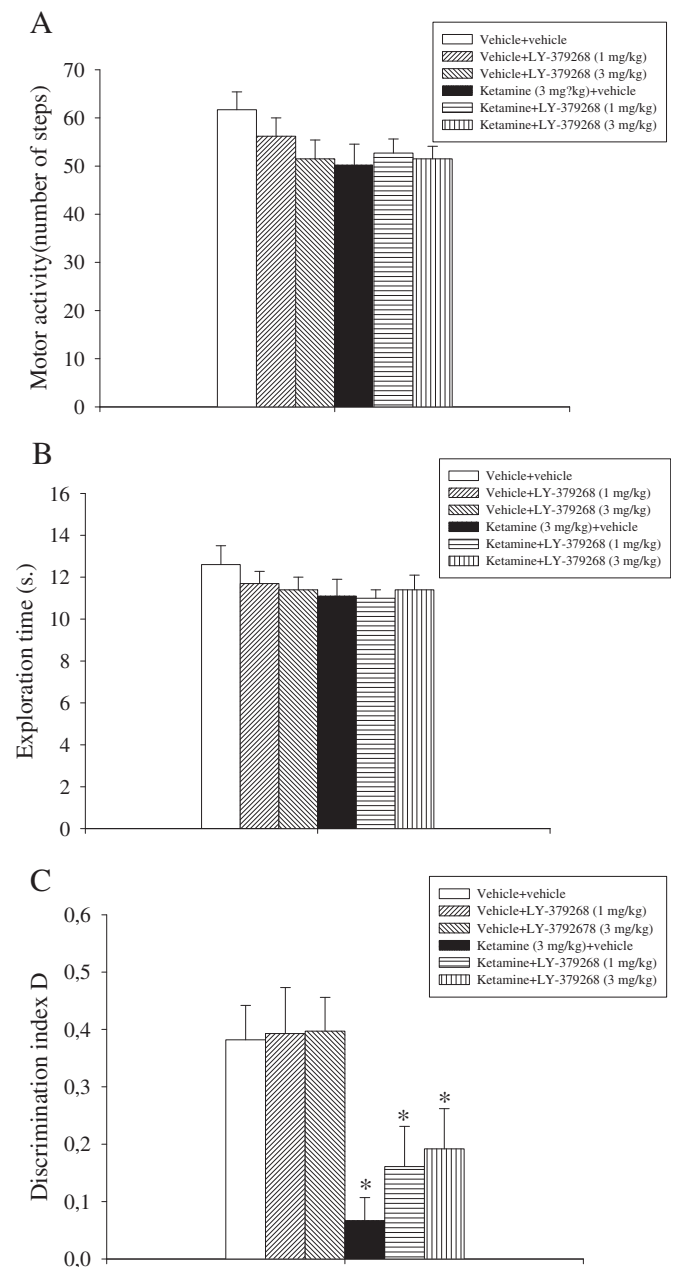 A
Vehicle+vehicle
Vehicle+LY-379268 (1 mg/kg)
Vehicle+LY-379268 (3 mg/kg)
Ketamine (3 mg?kg)+vehicle
Ketamine+LY-379268 (1 mg/kg)
Ketamine+LY-379268 (3 mg/kg)
Motor activity(number of steps)
70
60
50
40
30
20
10
0
B
Vehicle+vehicle
Vehicle+LY-379268 (1 mg/kg)
Vehicle+LY-379268 (3 mg/kg)
Ketamine (3 mg/kg)+vehicle
Ketamine+LY-379268 (1 mg/kg)
Ketamine+LY-379268 (3 mg/kg)
Exploration time (s.)
16
14
12
10
8
6
4
2
0
C
Vehicle+vehicle
Vehicle+LY-379268 (1 mg/kg)
Vehicle+LY-3792678 (3 mg/kg)
Ketamine (3 mg/kg)+vehicle
Ketamine+LY-379268 (1 mg/kg)
Ketamine+LY-379268 (3 mg/kg)
Discrimination index D
0,6
0,5
0,4
0,3
0,2
0,1
0,0
* * *